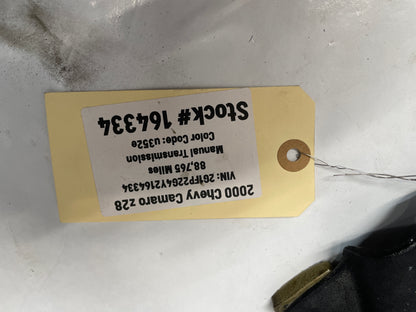 2000 Chevy Camaro z28
VIN: 2G1FP22G4Y2164334
88,765 Miles
Manual Transmission
Color Code: u352e
Stock# 164334